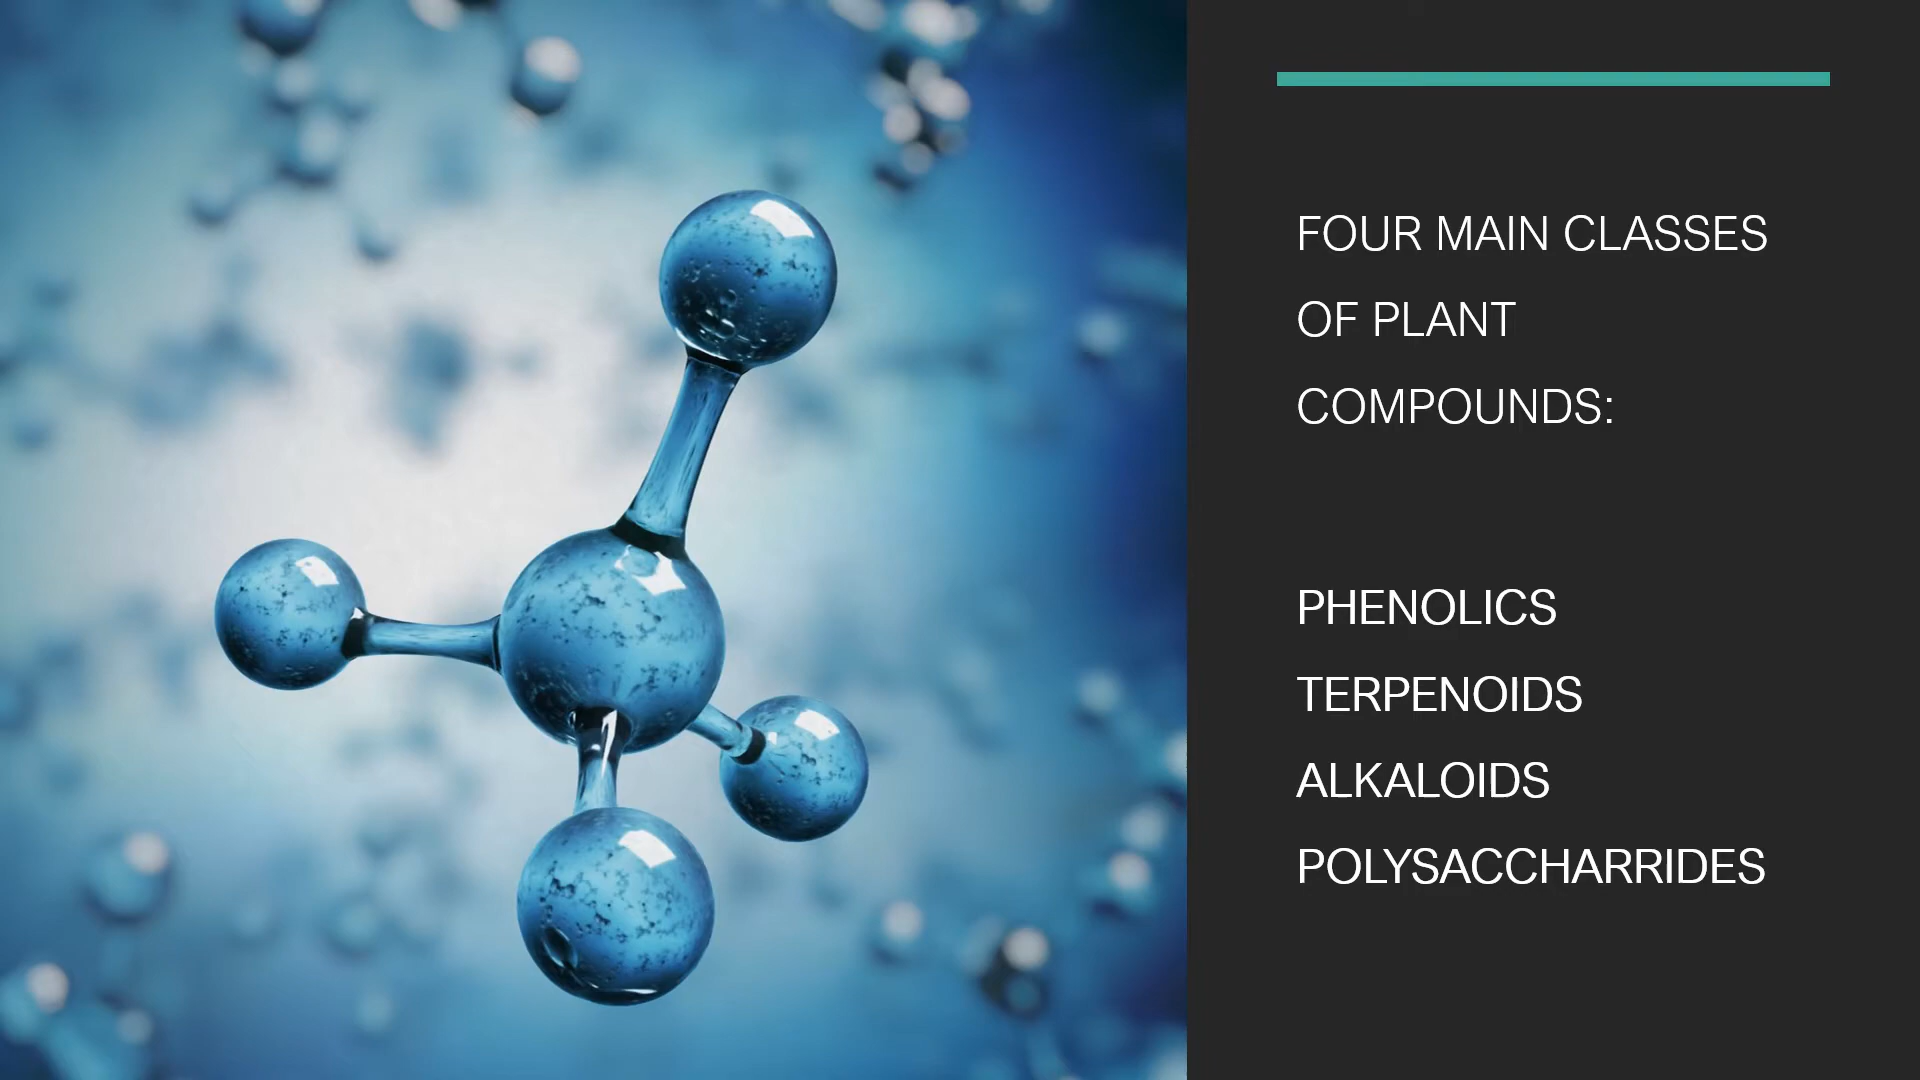 FOUR MAIN CLASSES
OF PLANT
COMPOUNDS:
PHENOLICS
TERPENOIDS
ALKALOIDS
POLYSACCHARRIDES